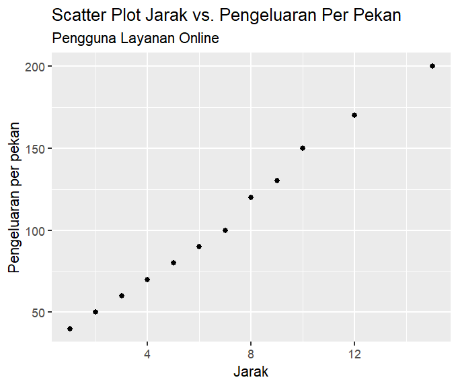 Scatter Plot Jarak vs. Pengeluaran Per Pekan
Pengguna Layanan Online
Pengeluaran per pekan
200
150
100
50
4 8 12
Jarak